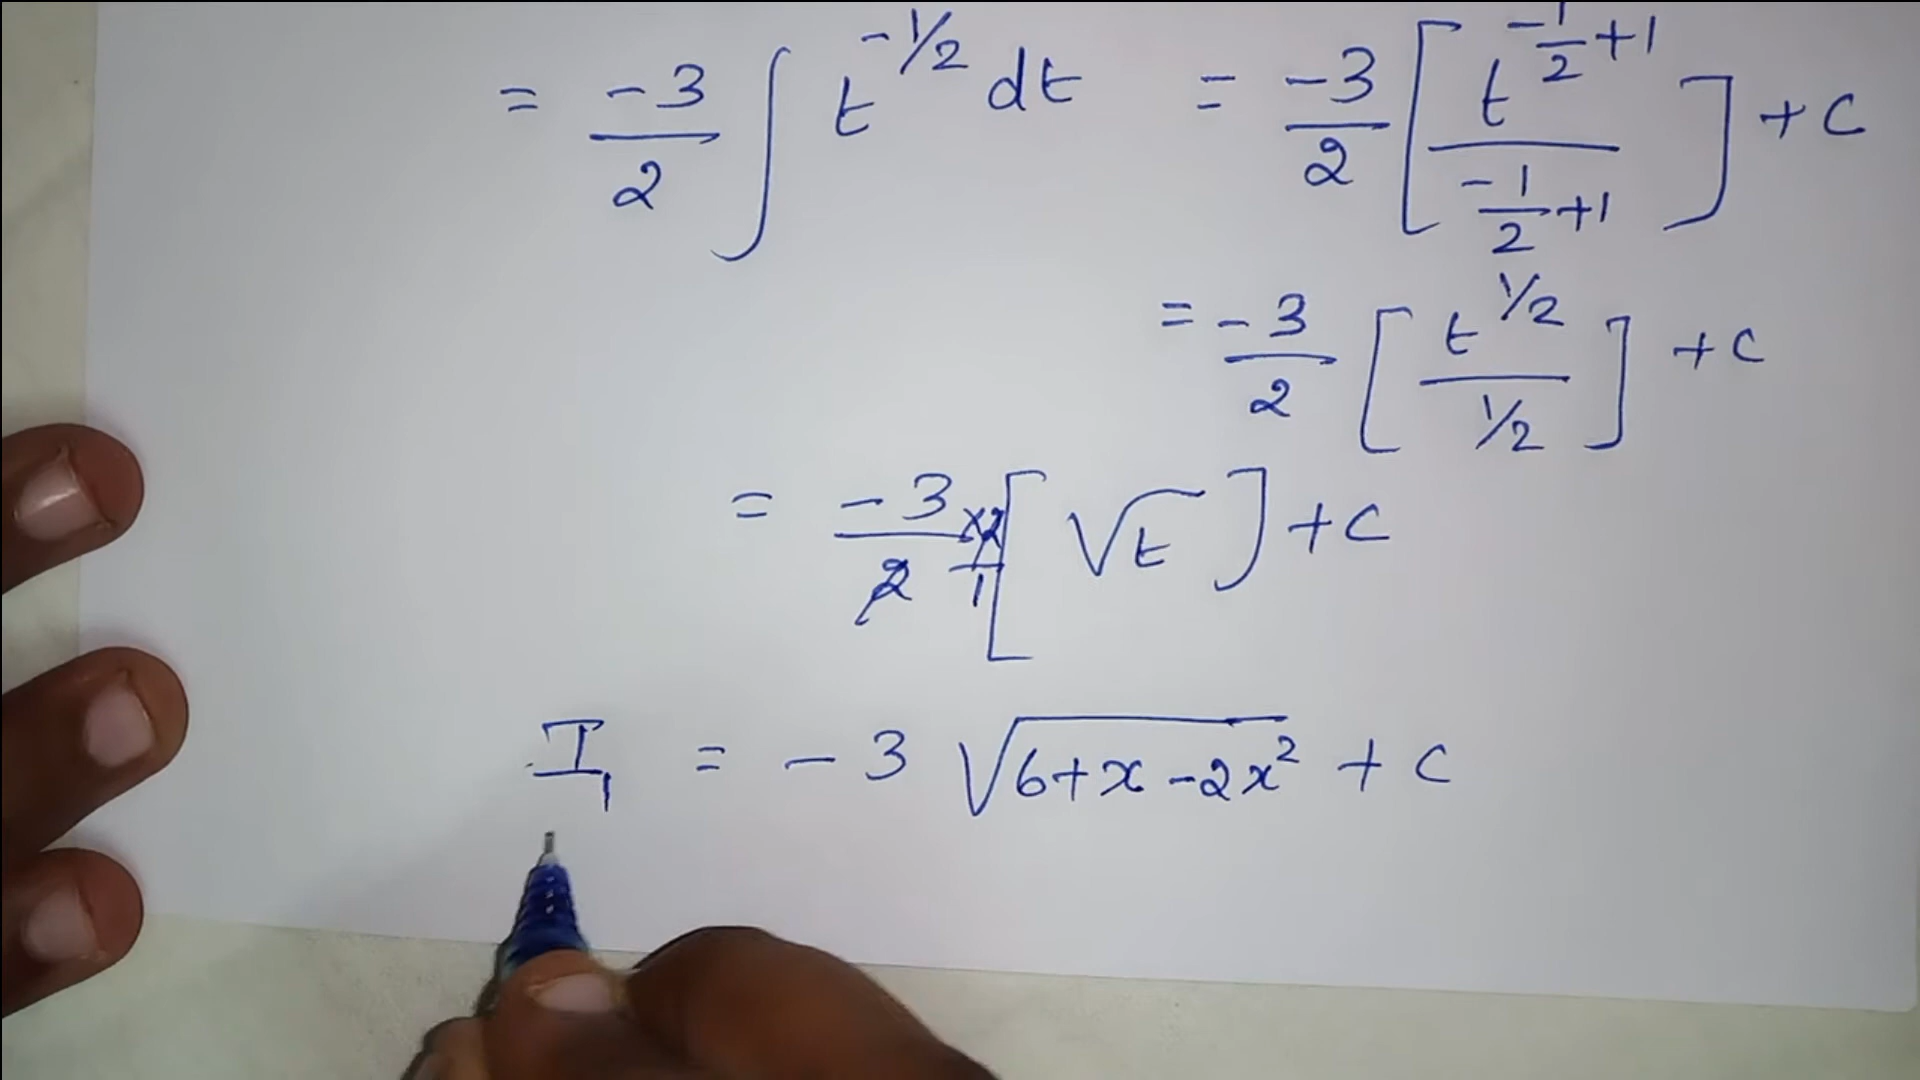 = -3/2 ∫ t^(-1/2) dt = -3/2 [ t^(-1/2+1) / (-1/2+1) ] + c
= -3/2 [ t^(1/2) / (1/2) ] + c
= -3/2 × 2/1 [ √t ] + c
I₁ = -3 √(6+x-2x²) + c